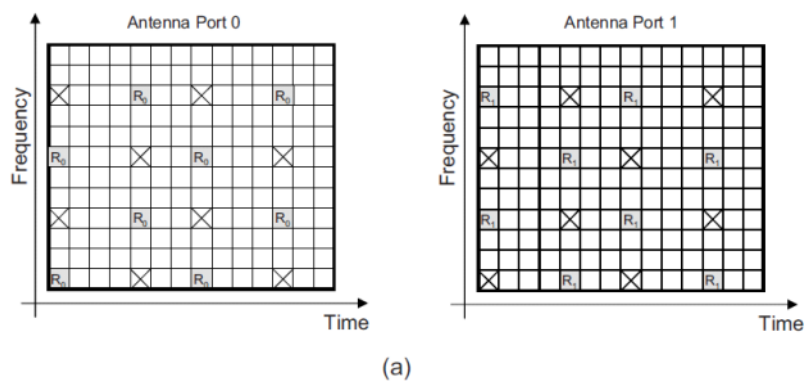 Antenna Port 0
Antenna Port 1
Frequency
R₀ R₀
R₀ R₀
R₀ R₀
R₀ R₀
Time
Frequency
R₁ R₁
R₁ R₁
R₁ R₁
R₁ R₁
Time
(a)